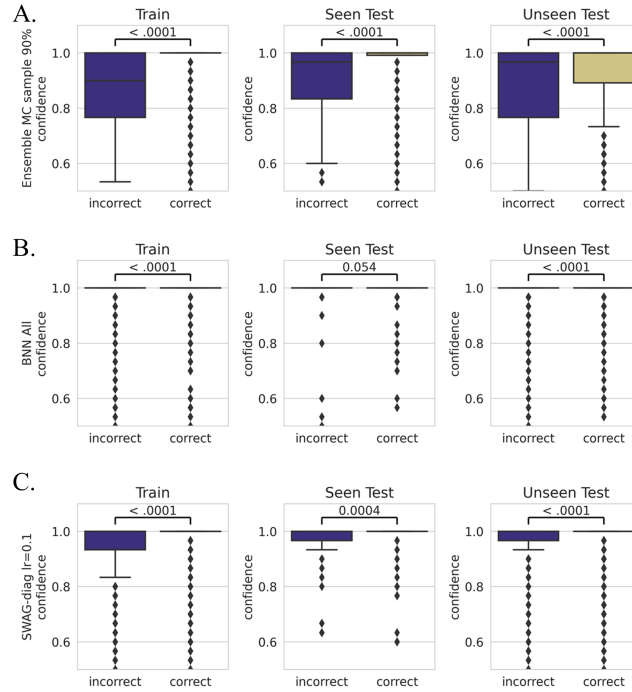 A.
Train
Seen Test
Unseen Test
< .0001
< .0001
< .0001
Ensemble MC sample 90%
confidence
confidence
confidence
1.0
0.8
0.6
1.0
0.8
0.6
1.0
0.8
0.6
incorrect correct
incorrect correct
incorrect correct
B.
Train
Seen Test
Unseen Test
< .0001
0.054
< .0001
BNN All
confidence
confidence
confidence
1.0
0.8
0.6
1.0
0.8
0.6
1.0
0.8
0.6
incorrect correct
incorrect correct
incorrect correct
C.
Train
Seen Test
Unseen Test
< .0001
0.0004
< .0001
SWAG-diag lr=0.1
confidence
confidence
confidence
1.0
0.8
0.6
1.0
0.8
0.6
1.0
0.8
0.6
incorrect correct
incorrect correct
incorrect correct